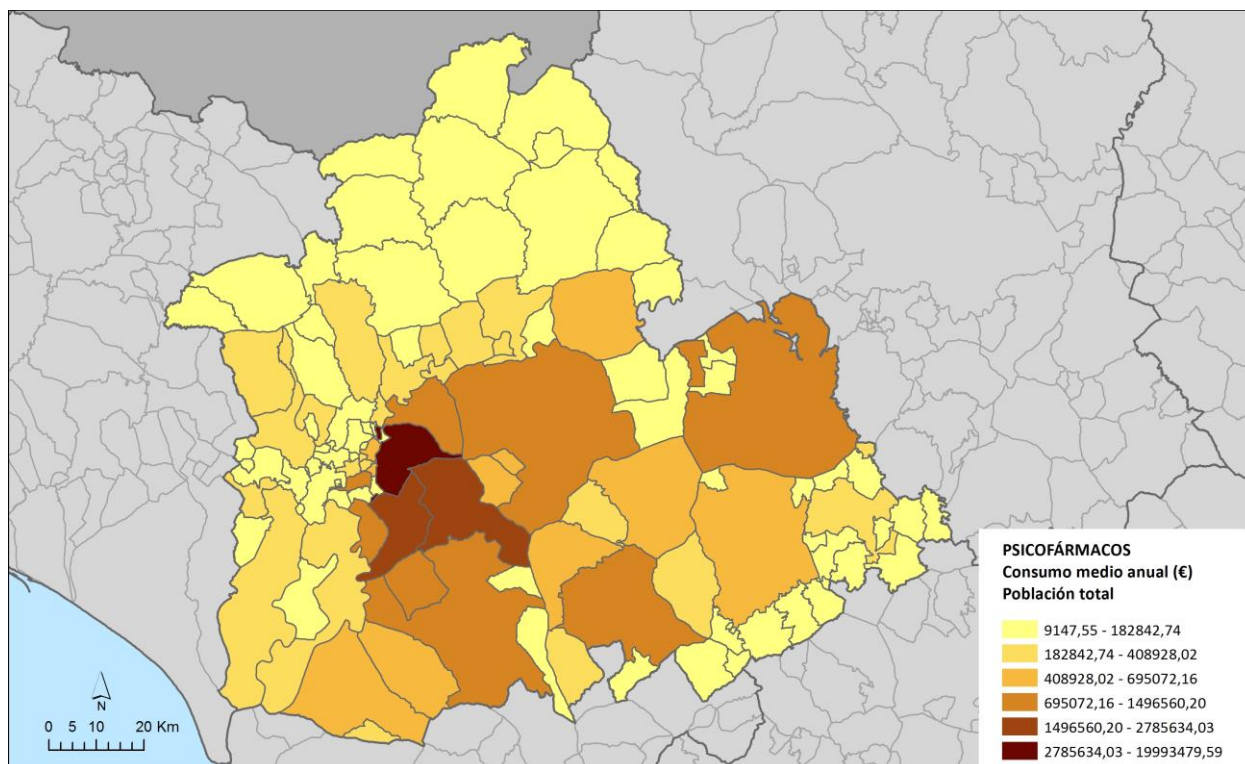 PSICOFÁRMACOS
Consumo medio anual (€)
Población total
9147,55 - 182842,74
182842,74 - 408928,02
408928,02 - 695072,16
695072,16 - 1496560,20
1496560,20 - 2785634,03
2785634,03 - 19993479,59
N
0 5 10 20 Km